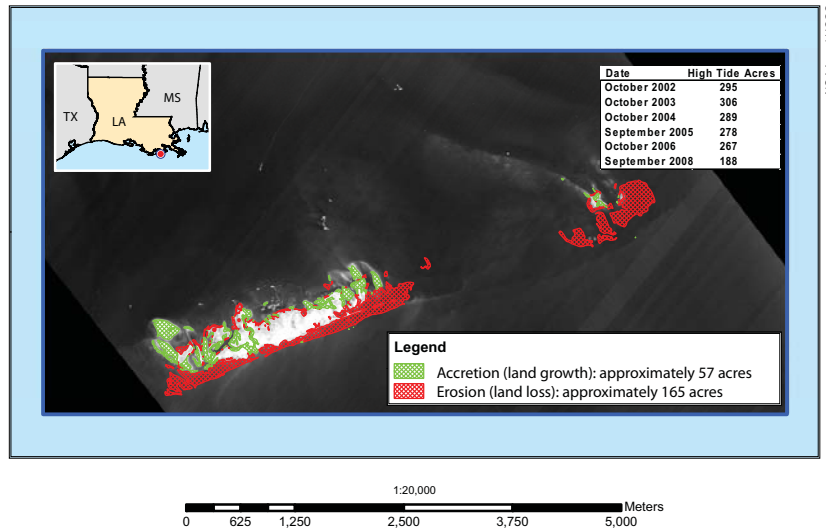 TX
LA
MS
Date High Tide Acres
October 2002 295
October 2003 306
October 2004 289
September 2005 278
October 2006 267
September 2008 188
Legend
Accretion (land growth): approximately 57 acres
Erosion (land loss): approximately 165 acres
1:20,000
Meters
0 625 1,250 2,500 3,750 5,000